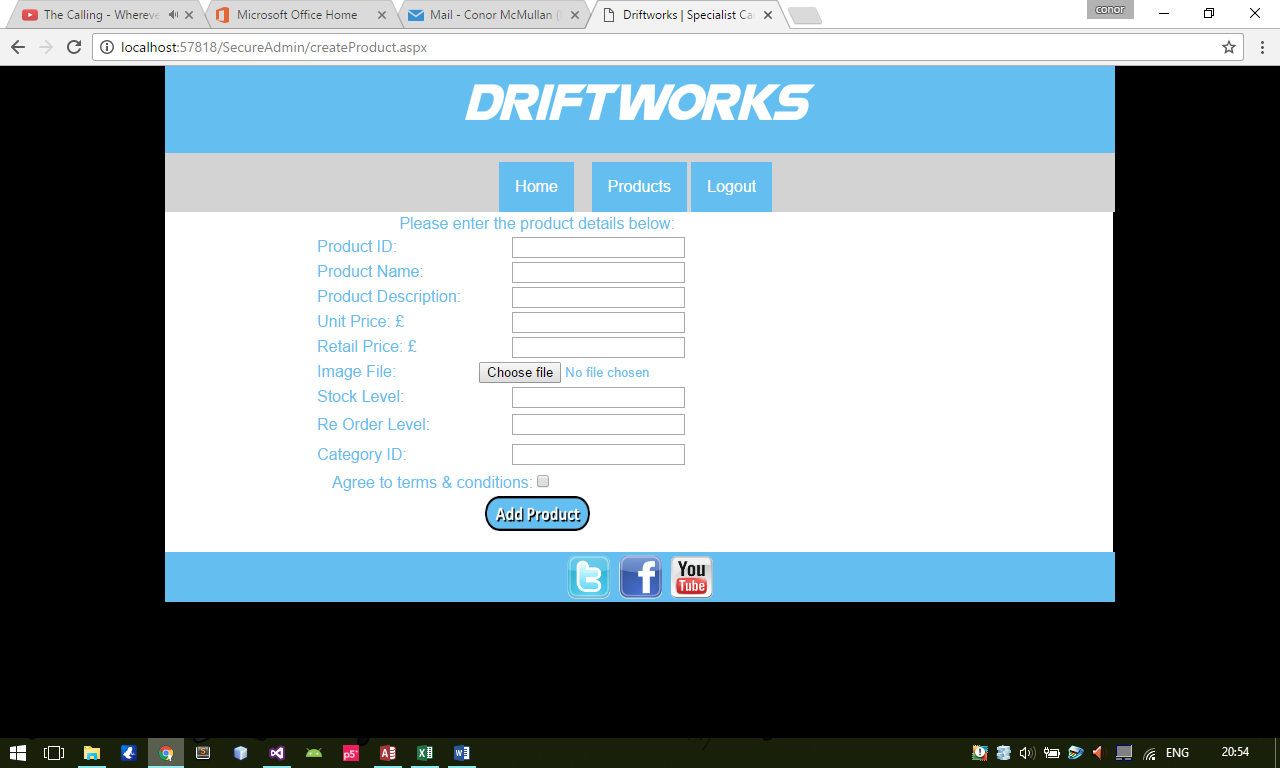 The Calling - Whereve
Microsoft Office Home
Mail - Conor McMullan (
Driftworks | Specialist Ca
conor
localhost:57818/SecureAdmin/createProduct.aspx
DRIFTWORKS
Home Products Logout
Please enter the product details below:
Product ID:
Product Name:
Product Description:
Unit Price: £
Retail Price: £
Image File: Choose file No file chosen
Stock Level:
Re Order Level:
Category ID:
Agree to terms & conditions:
Add Product
You
Tube
p5*
ENG 20:54